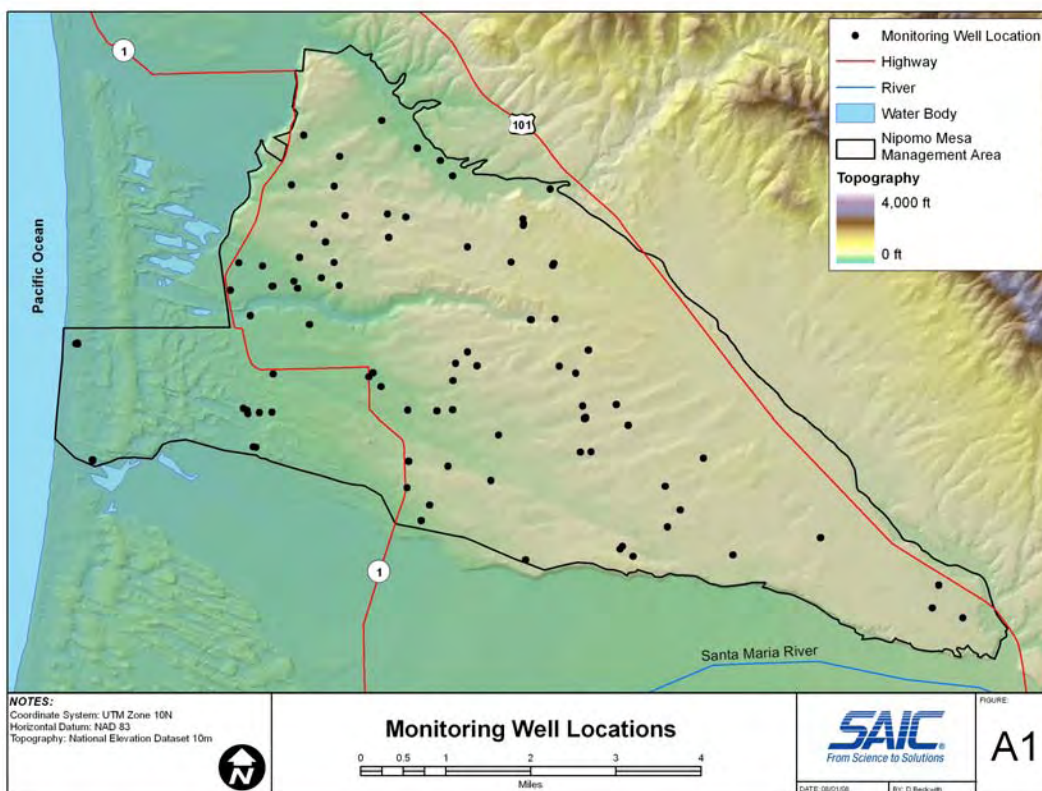 1
101
Pacific Ocean
1
Santa Maria River
Monitoring Well Location
Highway
River
Water Body
Nipomo Mesa
Management Area
Topography
4,000 ft
0 ft
NOTES:
Coordinate System: UTM Zone 10N
Horizontal Datum: NAD 83
Topography: National Elevation Dataset 10m
N
Monitoring Well Locations
0 0.5 1 2 3 4
Miles
SAIC
From Science to Solutions
FIGURE:
A1
BY: D Beckwith